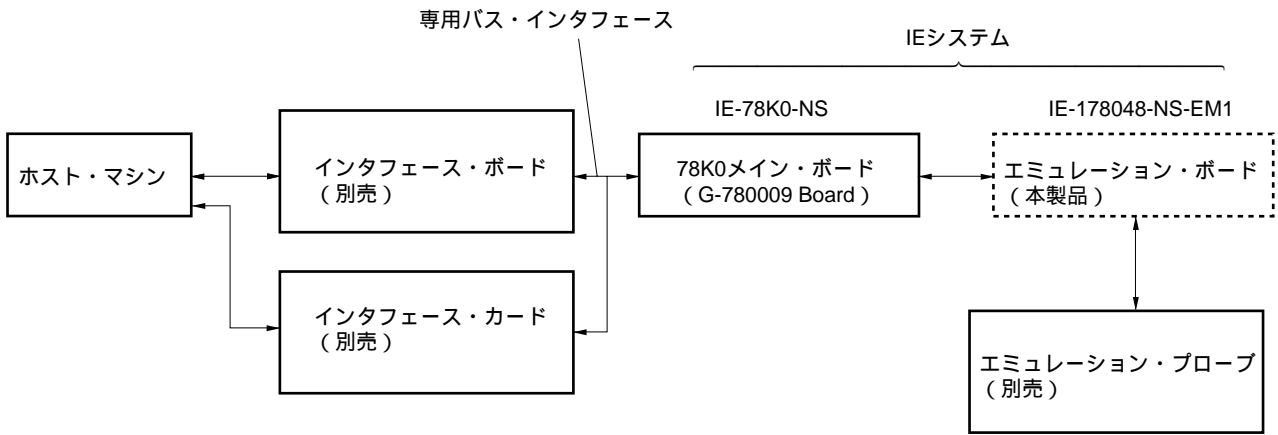 専用バス・インタフェース
IEシステム
IE-78K0-NS
IE-178048-NS-EM1
ホスト・マシン
インタフェース・ボード
（別売）
78K0メイン・ボード
（G-780009 Board）
エミュレーション・ボード
（本製品）
インタフェース・カード
（別売）
エミュレーション・プローブ
（別売）